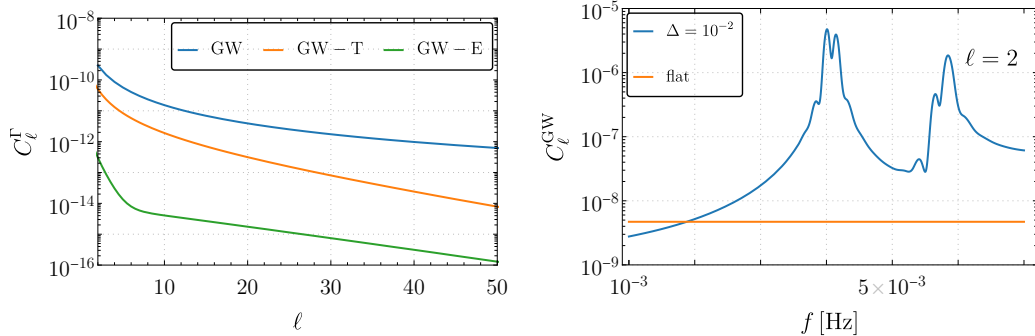 10⁻⁸
10⁻¹⁰
10⁻¹²
10⁻¹⁴
10⁻¹⁶
C_ℓ^Γ
GW
GW − T
GW − E
10
20
30
40
50
ℓ
10⁻⁵
10⁻⁶
10⁻⁷
10⁻⁸
10⁻⁹
C_ℓ^GW
Δ = 10⁻²
flat
ℓ = 2
10⁻³
5×10⁻³
f [Hz]